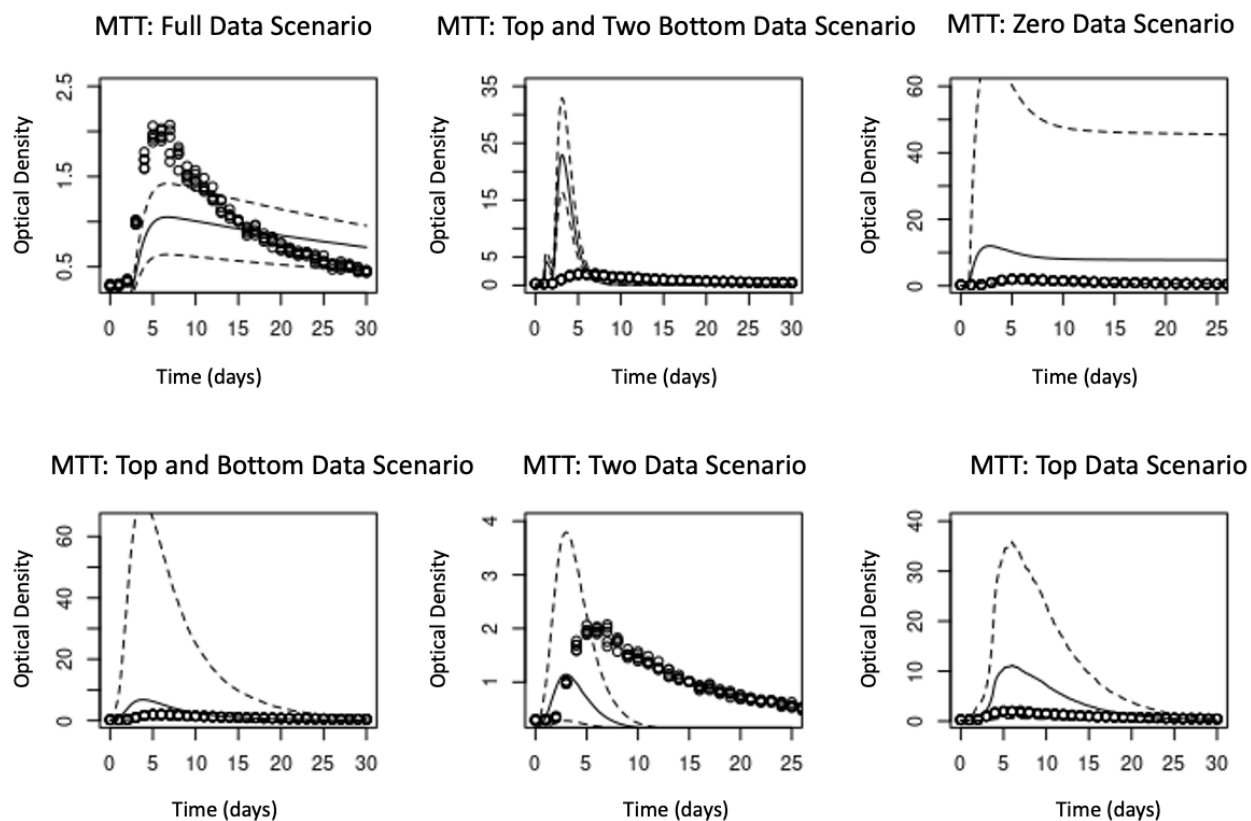 MTT: Full Data Scenario
MTT: Top and Two Bottom Data Scenario
MTT: Zero Data Scenario
Optical Density
2.5
1.5
0.5
0 5 10 15 20 25 30
Time (days)
Optical Density
35
25
15
5
0
0 5 10 15 20 25 30
Time (days)
Optical Density
60
40
20
0
0 5 10 15 20 25
Time (days)
MTT: Top and Bottom Data Scenario
MTT: Two Data Scenario
MTT: Top Data Scenario
Optical Density
60
40
20
0
0 5 10 15 20 25 30
Time (days)
Optical Density
4
3
2
1
0 5 10 15 20 25
Time (days)
Optical Density
40
30
20
10
0
0 5 10 15 20 25 30
Time (days)